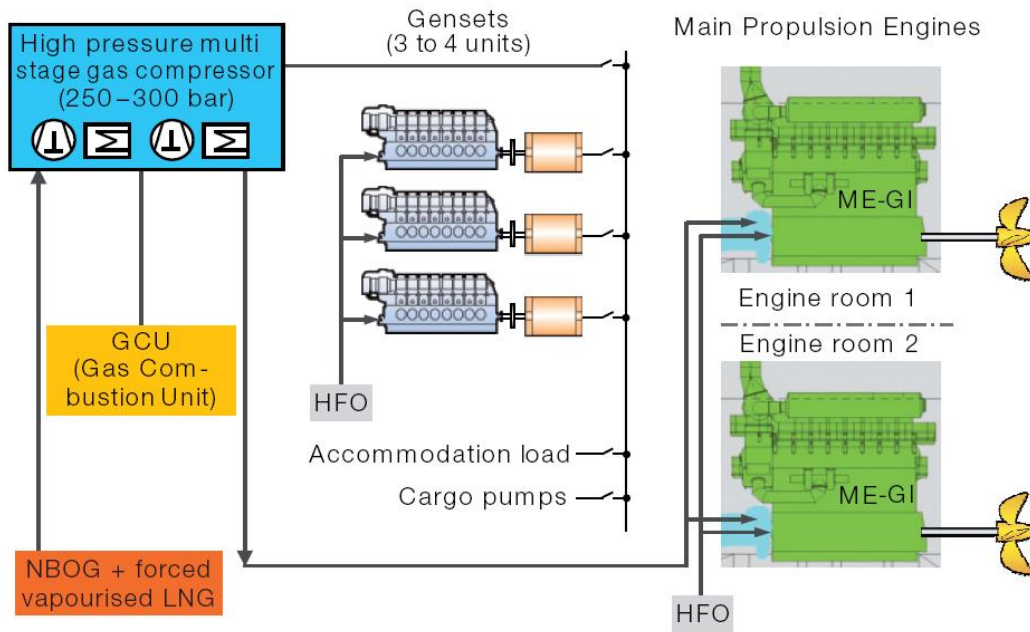 High pressure multi
stage gas compressor
(250–300 bar)
Gensets
(3 to 4 units)
Main Propulsion Engines
ME-GI
Engine room 1
Engine room 2
ME-GI
GCU
(Gas Com-
bustion Unit)
HFO
Accommodation load
Cargo pumps
NBOG + forced
vapourised LNG
HFO